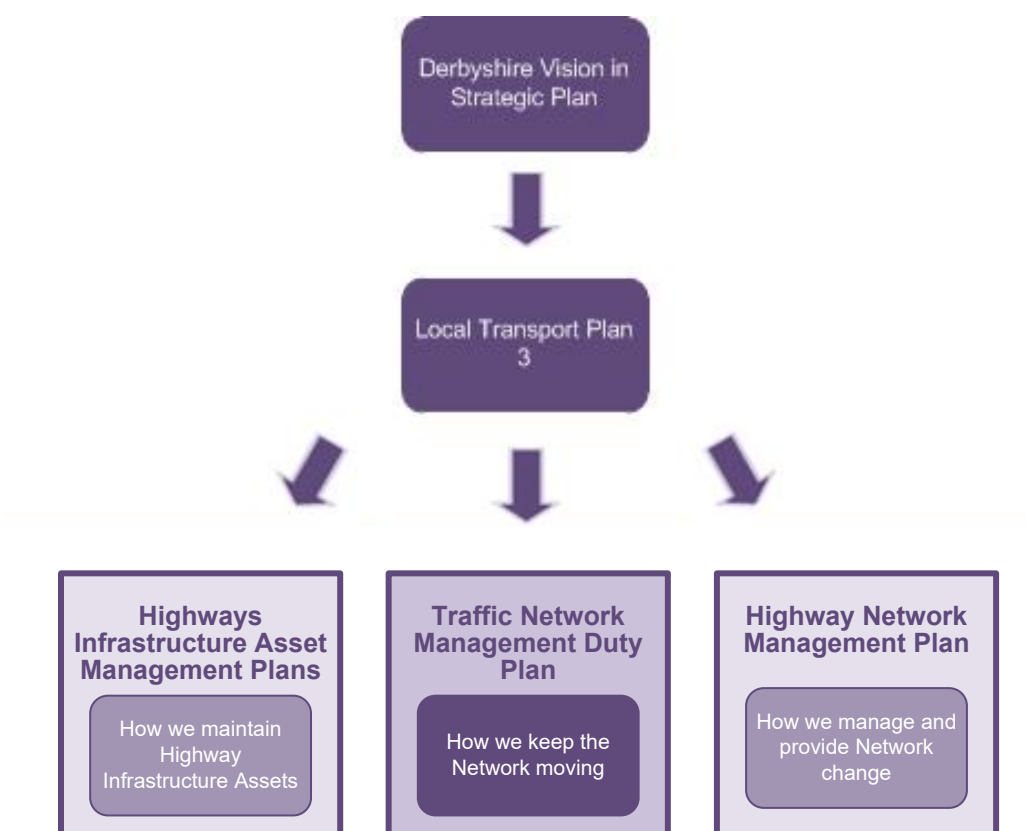 Derbyshire Vision in
Strategic Plan
Local Transport Plan
3
Highways
Infrastructure Asset
Management Plans
How we maintain
Highway
Infrastructure Assets
Traffic Network
Management Duty
Plan
How we keep the
Network moving
Highway Network
Management Plan
How we manage and
provide Network
change